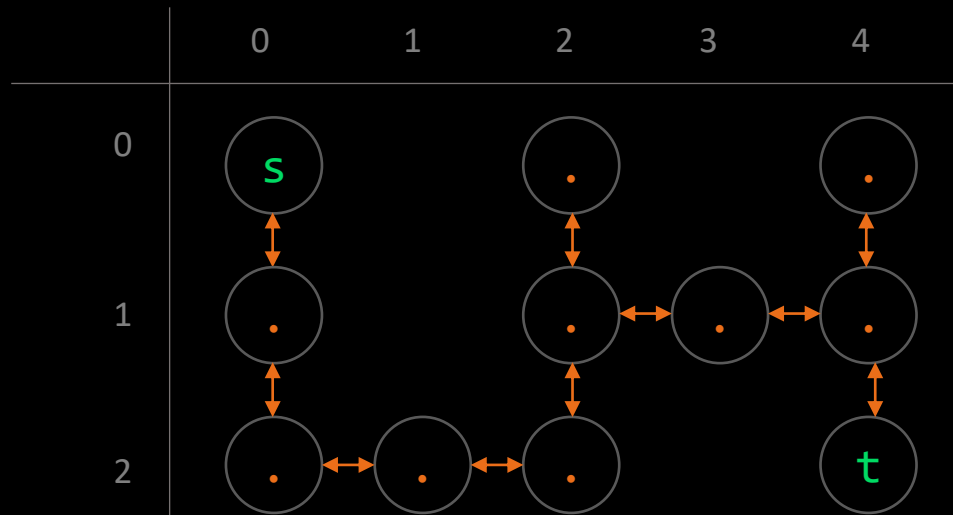 0 1 2 3 4
0 s . .
1 . . . .
2 . . . t